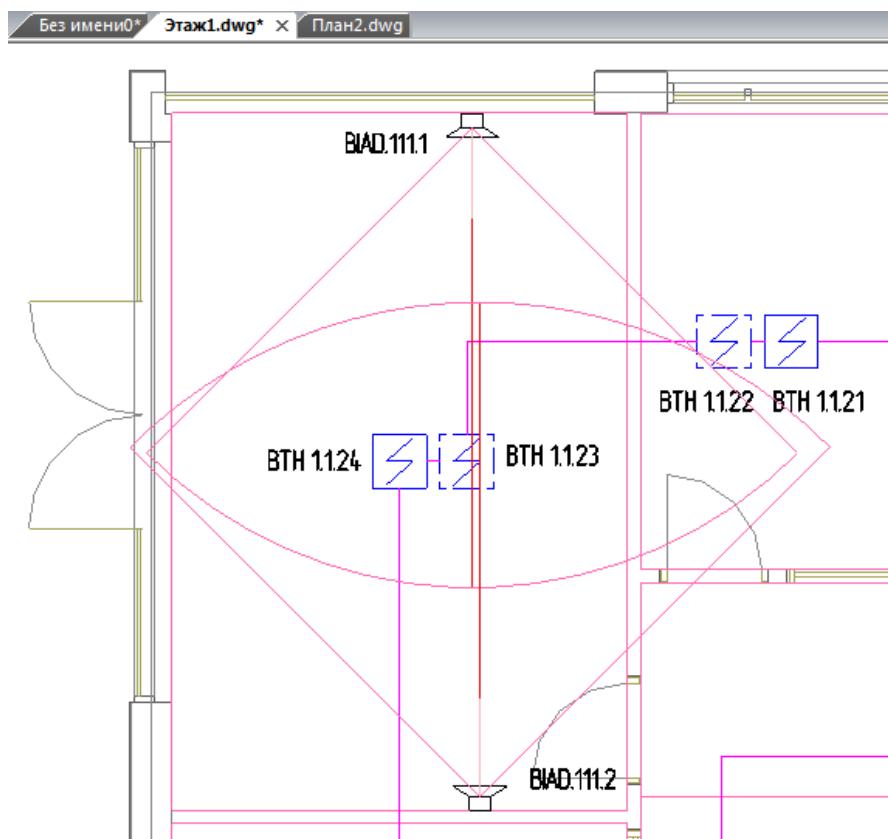 Без имени0* Этаж1.dwg* План2.dwg
BIAD.111.1
BTH 1.1.22 BTH 1.1.21
BTH 1.1.24 BTH 1.1.23
BIAD.111.2